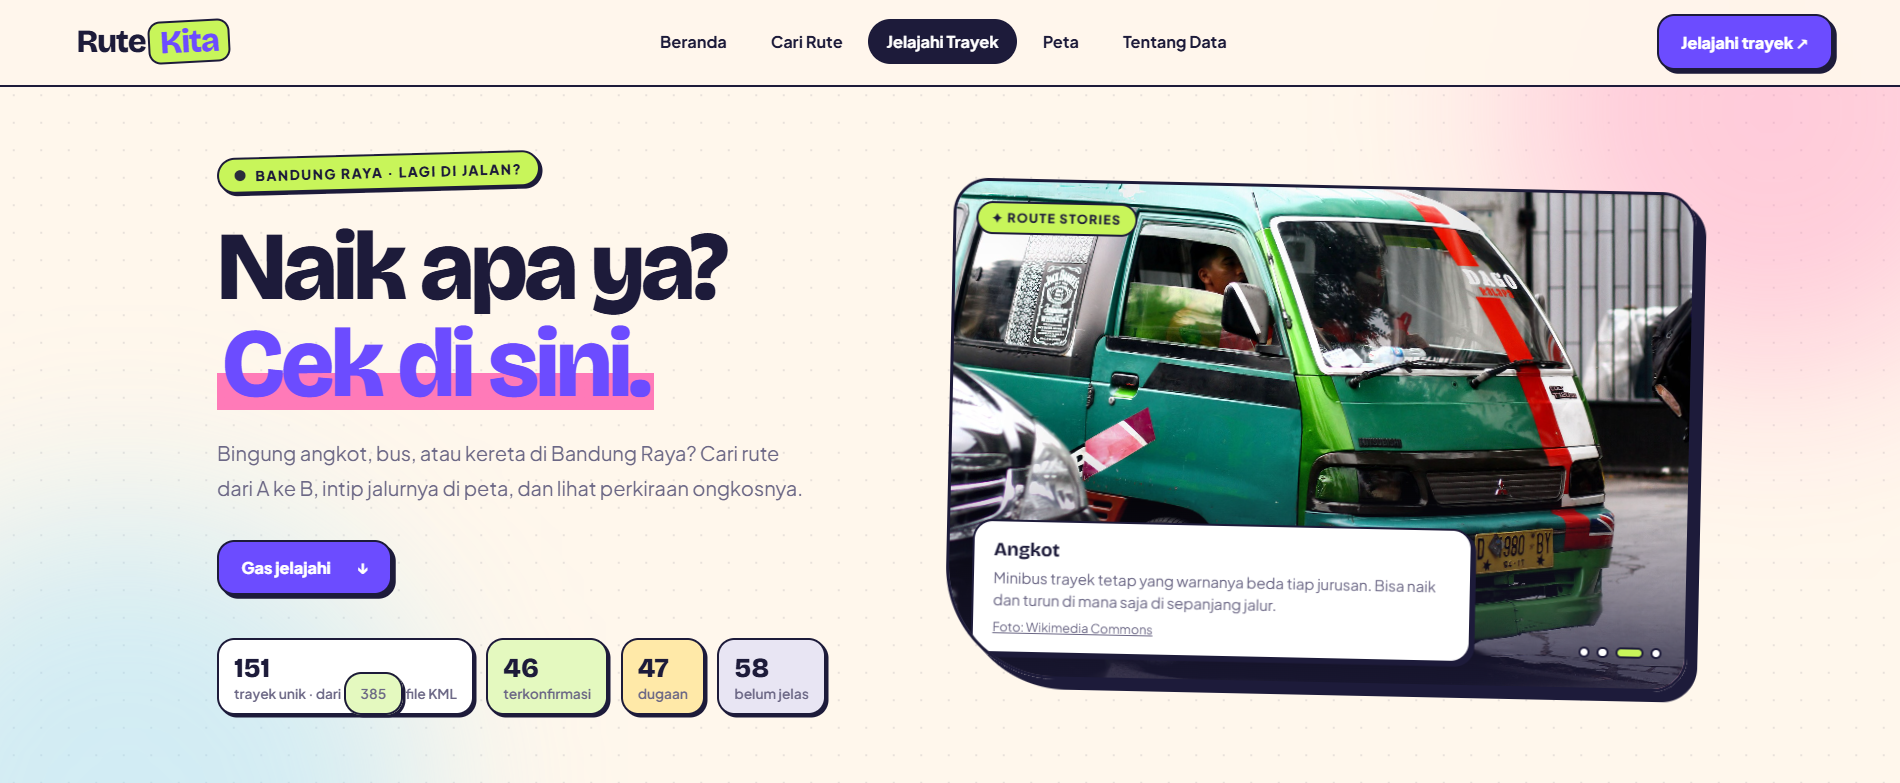 Rute Kita
Beranda
Cari Rute
Jelajahi Trayek
Peta
Tentang Data
Jelajahi trayek ↗
BANDUNG RAYA · LAGI DI JALAN?
Naik apa ya?
Cek di sini.
Bingung angkot, bus, atau kereta di Bandung Raya? Cari rute
dari A ke B, intip jalurnya di peta, dan lihat perkiraan ongkosnya.
Gas jelajahi ↓
151
trayek unik · dari 385 file KML
46
terkonfirmasi
47
dugaan
58
belum jelas
✦ ROUTE STORIES
DAGO
Angkot
Minibus trayek tetap yang warnanya beda tiap jurusan. Bisa naik
dan turun di mana saja di sepanjang jalur.
Foto: Wikimedia Commons